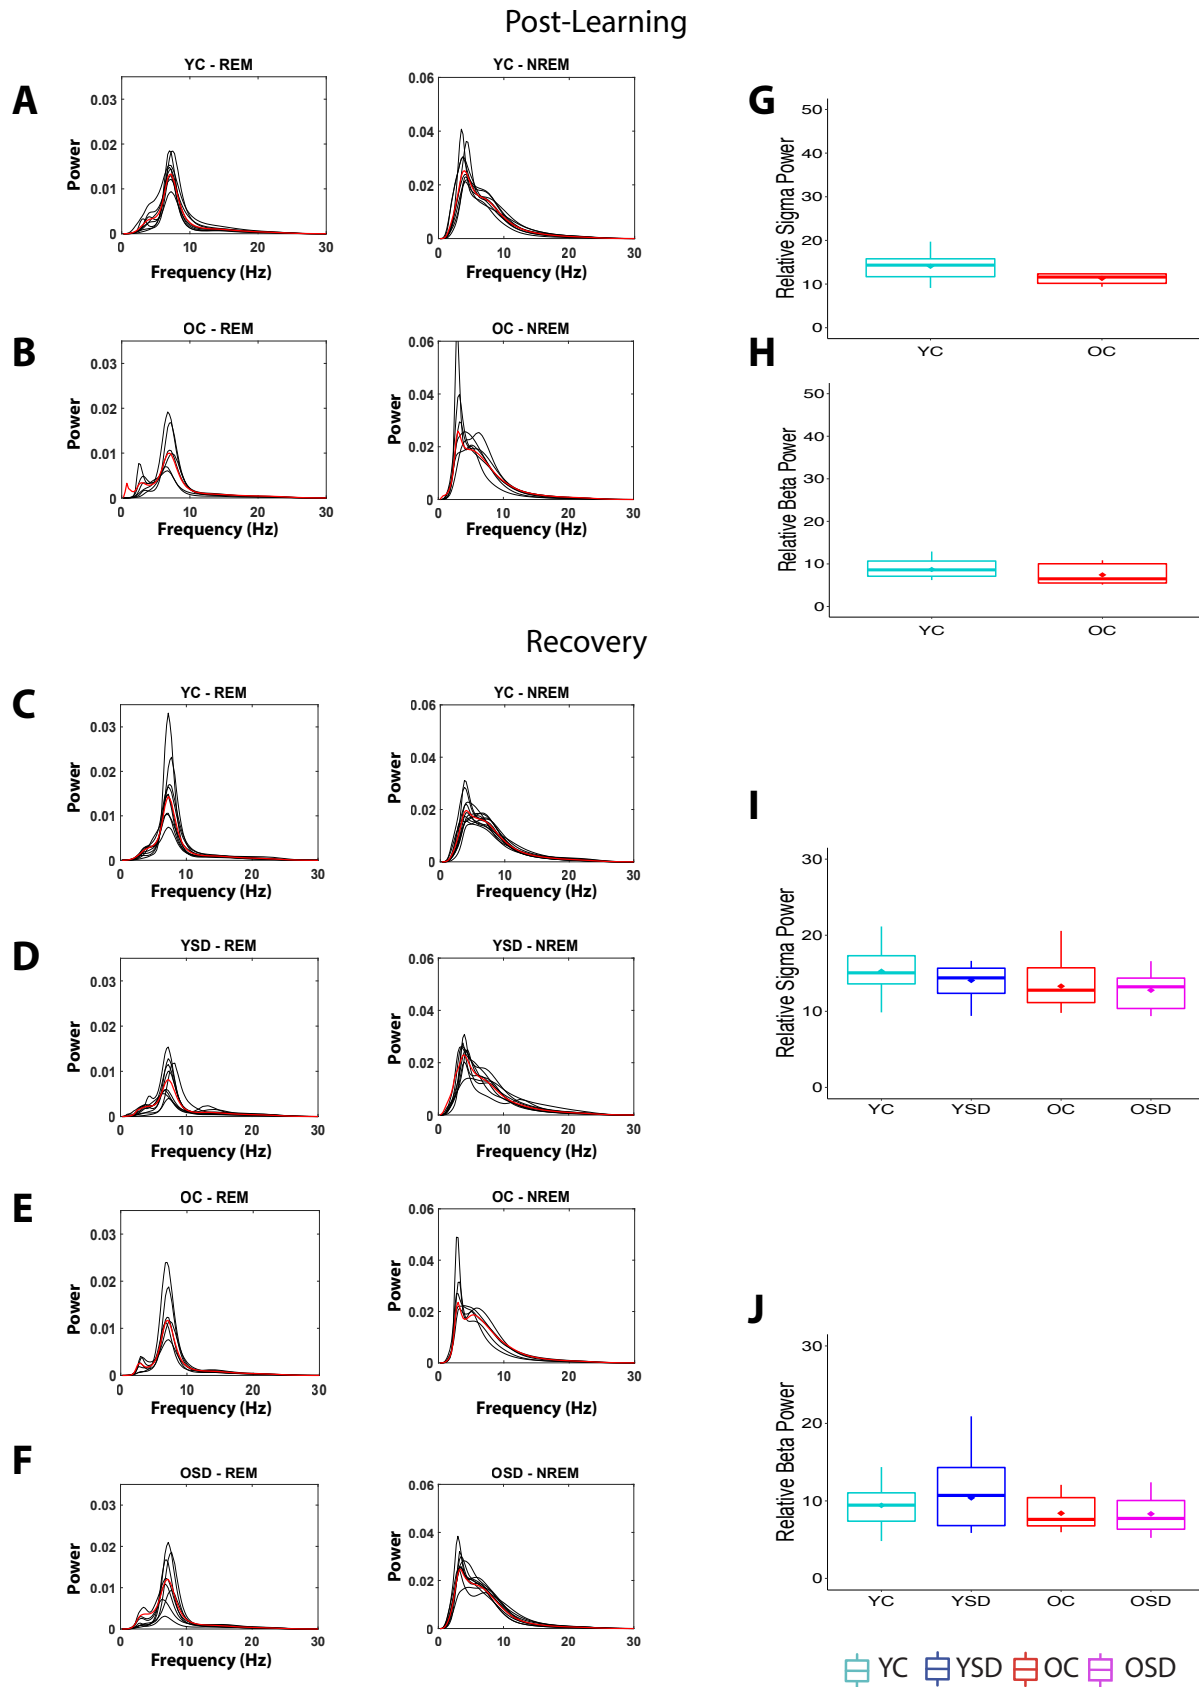 Post-Learning
A
YC - REM
0.03
0.02
0.01
0
0 10 20 30
Power
Frequency (Hz)
YC - NREM
0.06
0.04
0.02
0
0 10 20 30
Power
Frequency (Hz)
G
50
40
30
20
10
0
Relative Sigma Power
YC OC
B
OC - REM
0.03
0.02
0.01
0
0 10 20 30
Power
Frequency (Hz)
OC - NREM
0.06
0.04
0.02
0
0 10 20 30
Power
Frequency (Hz)
H
50
40
30
20
10
0
Relative Beta Power
YC OC
Recovery
C
YC - REM
0.03
0.02
0.01
0
0 10 20 30
Power
Frequency (Hz)
YC - NREM
0.06
0.04
0.02
0
0 10 20 30
Power
Frequency (Hz)
D
YSD - REM
0.03
0.02
0.01
0
0 10 20 30
Power
Frequency (Hz)
YSD - NREM
0.06
0.04
0.02
0
0 10 20 30
Power
Frequency (Hz)
I
30
20
10
0
Relative Sigma Power
YC YSD OC OSD
E
OC - REM
0.03
0.02
0.01
0
0 10 20 30
Power
Frequency (Hz)
OC - NREM
0.06
0.04
0.02
0
0 10 20 30
Power
Frequency (Hz)
F
OSD - REM
0.03
0.02
0.01
0
0 10 20 30
Power
Frequency (Hz)
OSD - NREM
0.06
0.04
0.02
0
0 10 20 30
Power
Frequency (Hz)
J
30
20
10
0
Relative Beta Power
YC YSD OC OSD
YC YSD OC OSD